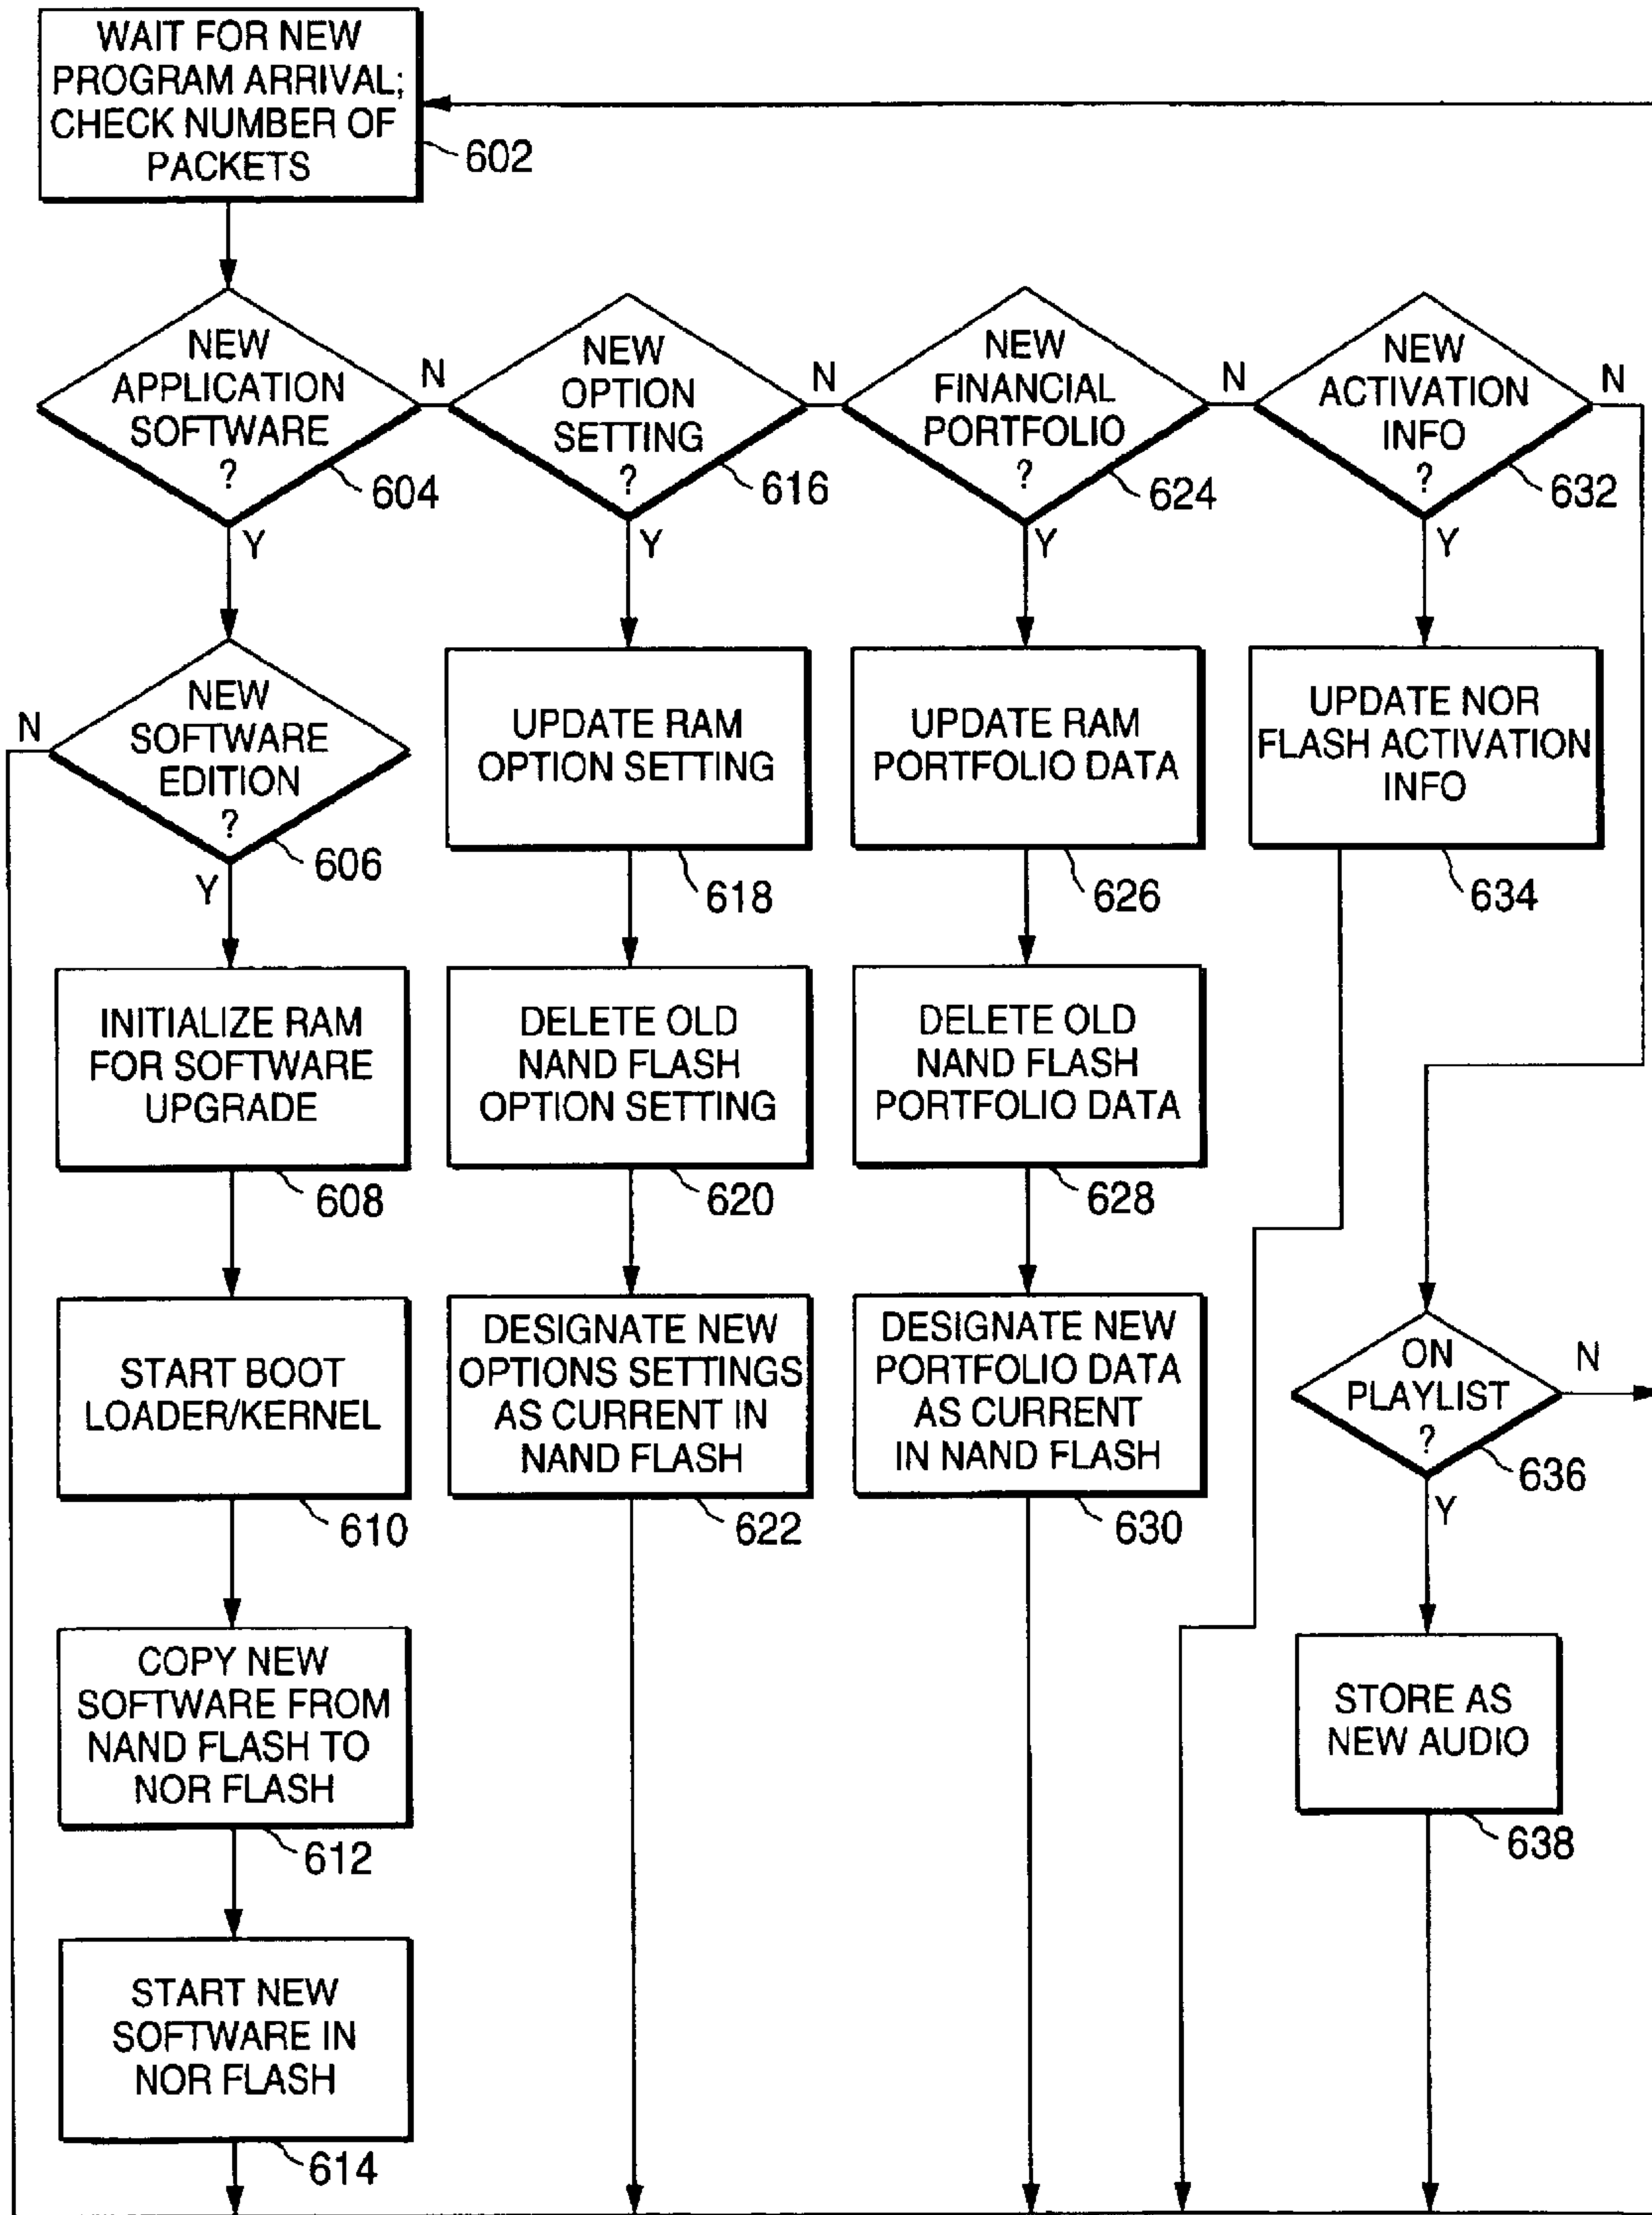 WAIT FOR NEW
PROGRAM ARRIVAL;
CHECK NUMBER OF
PACKETS
602
NEW
APPLICATION
SOFTWARE
?
604
N
Y
NEW
OPTION
SETTING
?
616
N
Y
NEW
FINANCIAL
PORTFOLIO
?
624
N
Y
NEW
ACTIVATION
INFO
?
632
N
Y
NEW
SOFTWARE
EDITION
?
606
N
Y
UPDATE RAM
OPTION SETTING
618
UPDATE RAM
PORTFOLIO DATA
626
UPDATE NOR
FLASH ACTIVATION
INFO
634
INITIALIZE RAM
FOR SOFTWARE
UPGRADE
608
DELETE OLD
NAND FLASH
OPTION SETTING
620
DELETE OLD
NAND FLASH
PORTFOLIO DATA
628
START BOOT
LOADER/KERNEL
610
DESIGNATE NEW
OPTIONS SETTINGS
AS CURRENT IN
NAND FLASH
622
DESIGNATE NEW
PORTFOLIO DATA
AS CURRENT
IN NAND FLASH
630
ON
PLAYLIST
?
636
N
Y
COPY NEW
SOFTWARE FROM
NAND FLASH TO
NOR FLASH
612
STORE AS
NEW AUDIO
638
START NEW
SOFTWARE IN
NOR FLASH
614